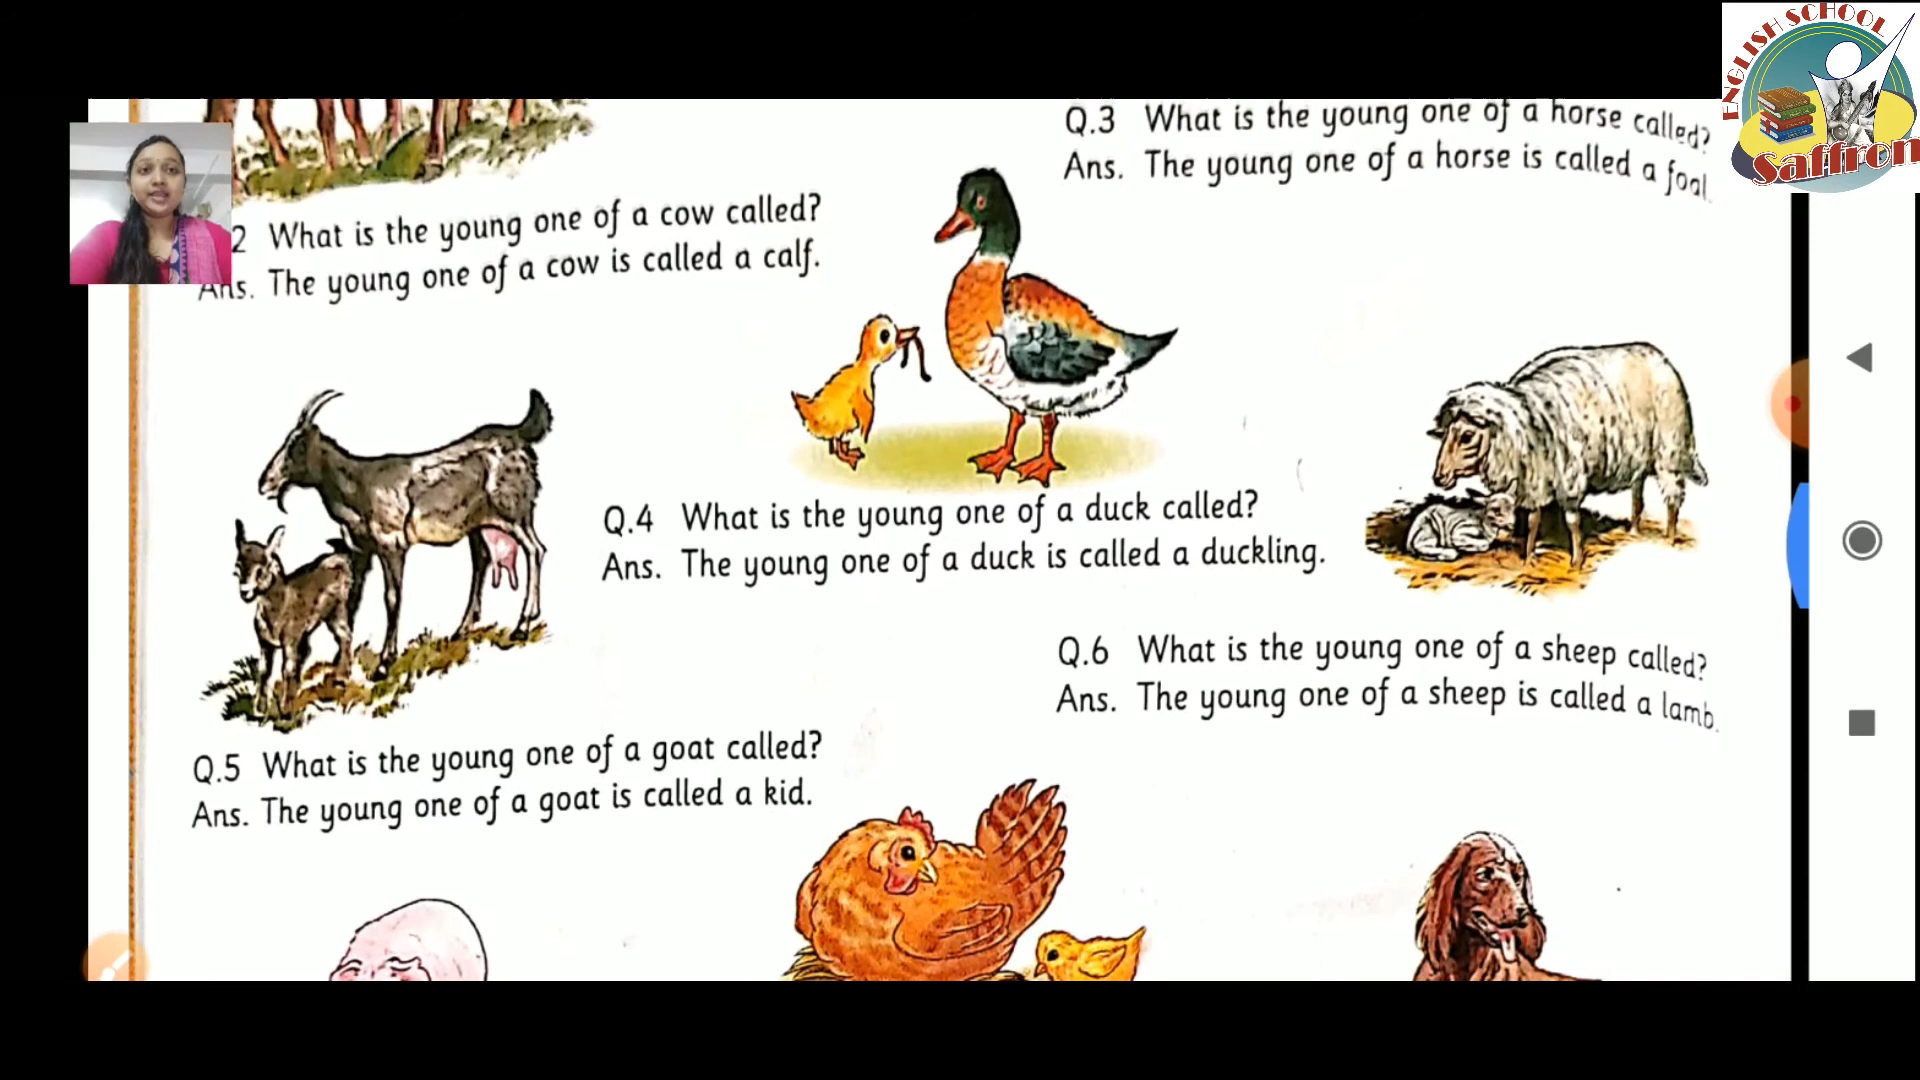 ENGLISH SCHOOL
Saffron
Q.3 What is the young one of a horse called?
Ans. The young one of a horse is called a foal.
2 What is the young one of a cow called?
Ans. The young one of a cow is called a calf.
Q.4 What is the young one of a duck called?
Ans. The young one of a duck is called a duckling.
Q.6 What is the young one of a sheep called?
Ans. The young one of a sheep is called a lamb.
Q.5 What is the young one of a goat called?
Ans. The young one of a goat is called a kid.